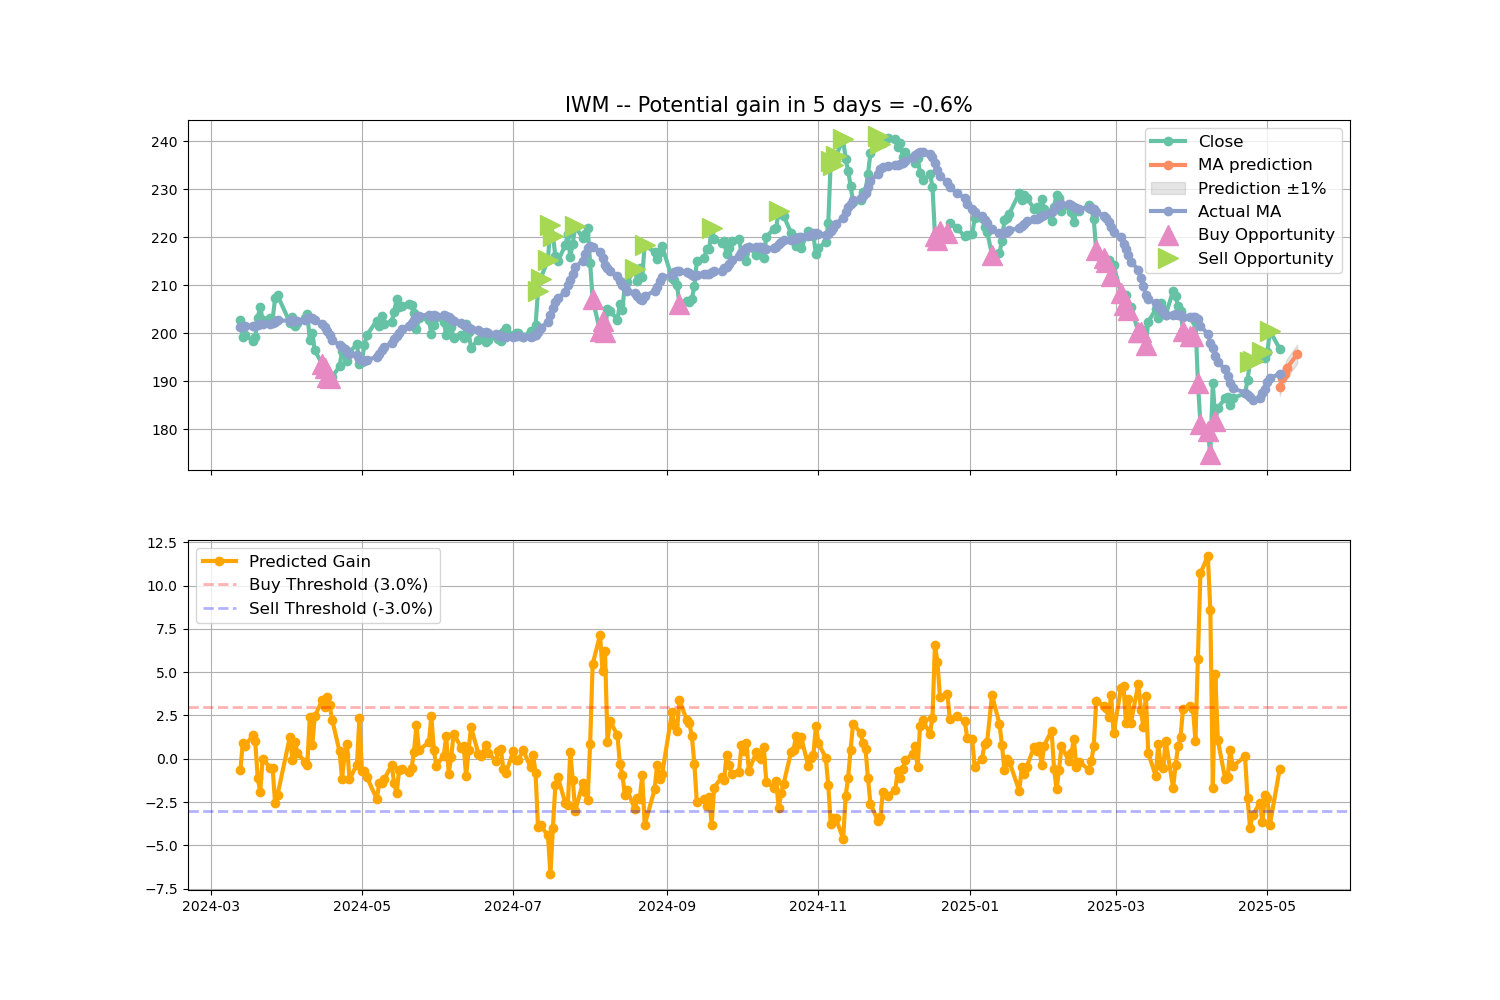 IWM -- Potential gain in 5 days = -0.6%
240
230
220
210
200
190
180
Close
MA prediction
Prediction ±1%
Actual MA
Buy Opportunity
Sell Opportunity
12.5
10.0
7.5
5.0
2.5
0.0
−2.5
−5.0
−7.5
Predicted Gain
Buy Threshold (3.0%)
Sell Threshold (-3.0%)
2024-03
2024-05
2024-07
2024-09
2024-11
2025-01
2025-03
2025-05